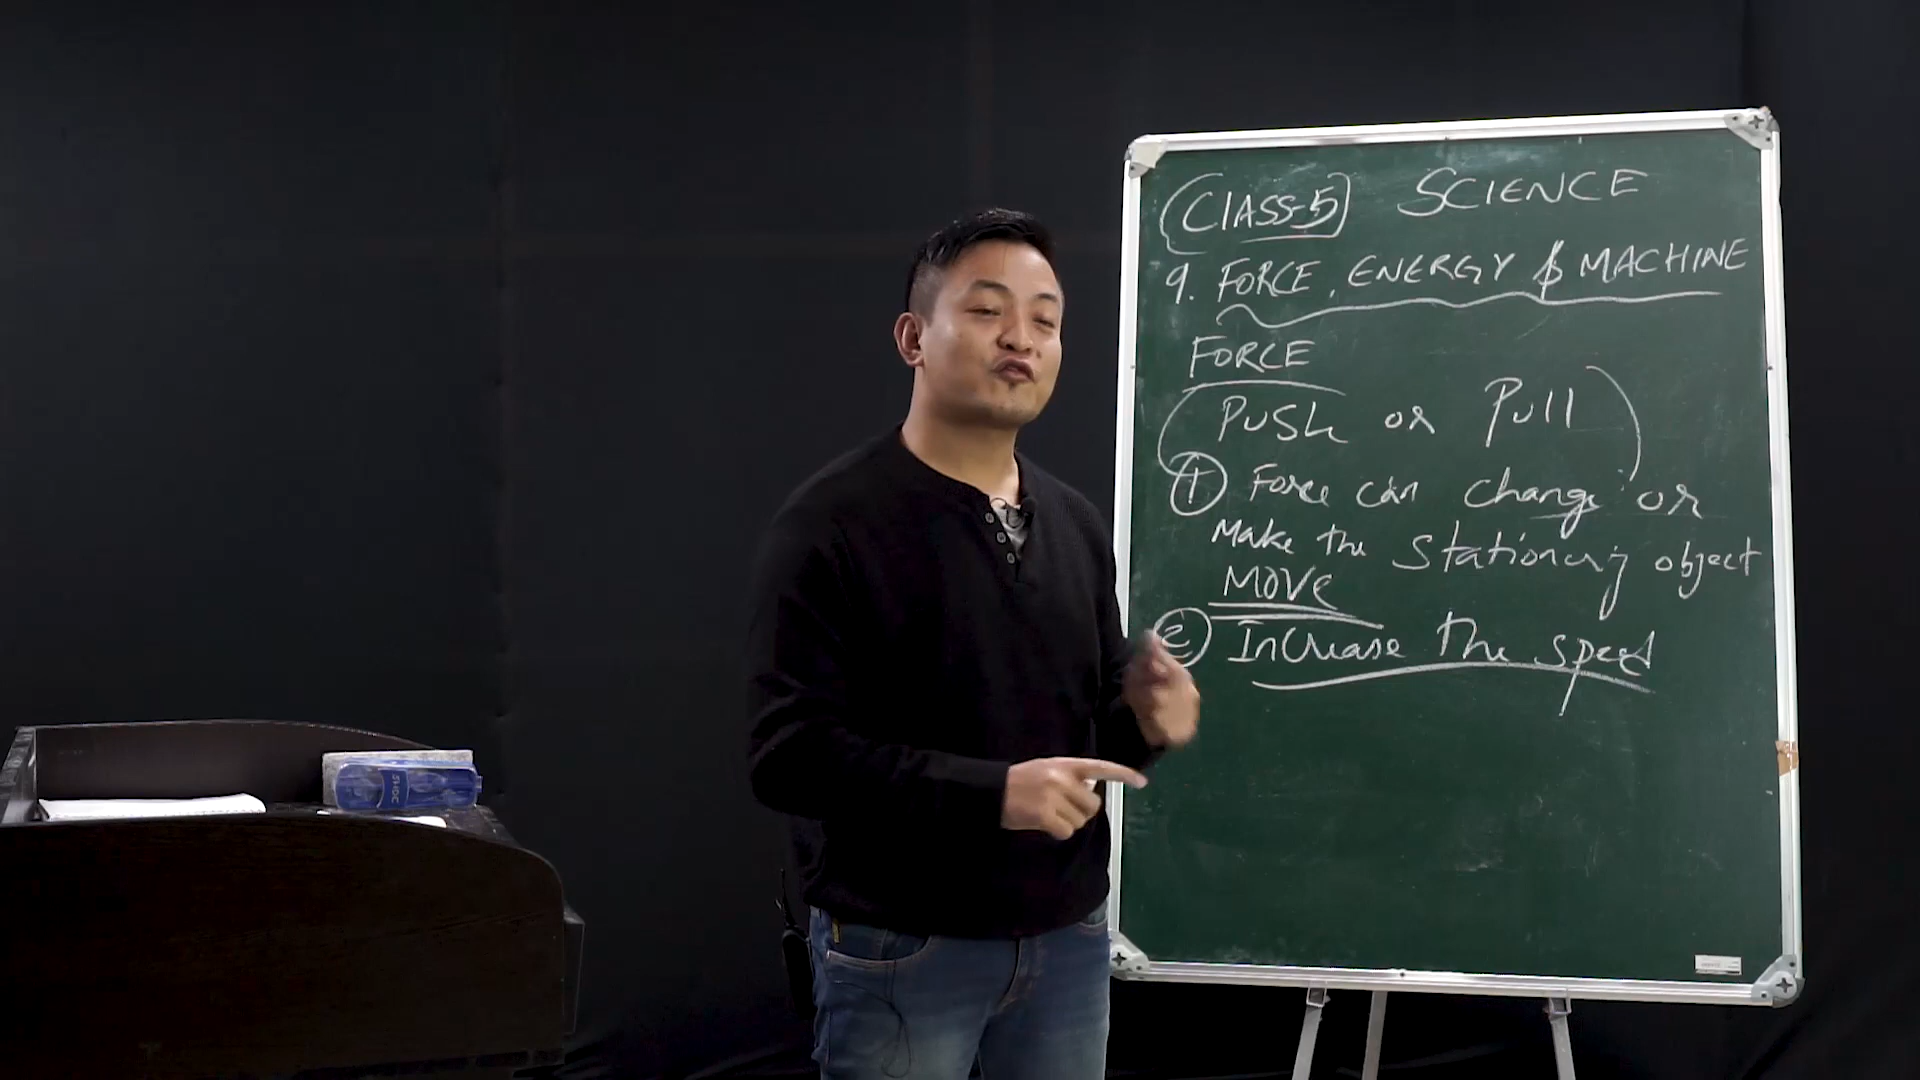 CLASS-5 SCIENCE
9. FORCE, ENERGY & MACHINE
FORCE
PUSH or Pull
① Force can change or
Make the Stationery object
MOVE
② Increase The speed